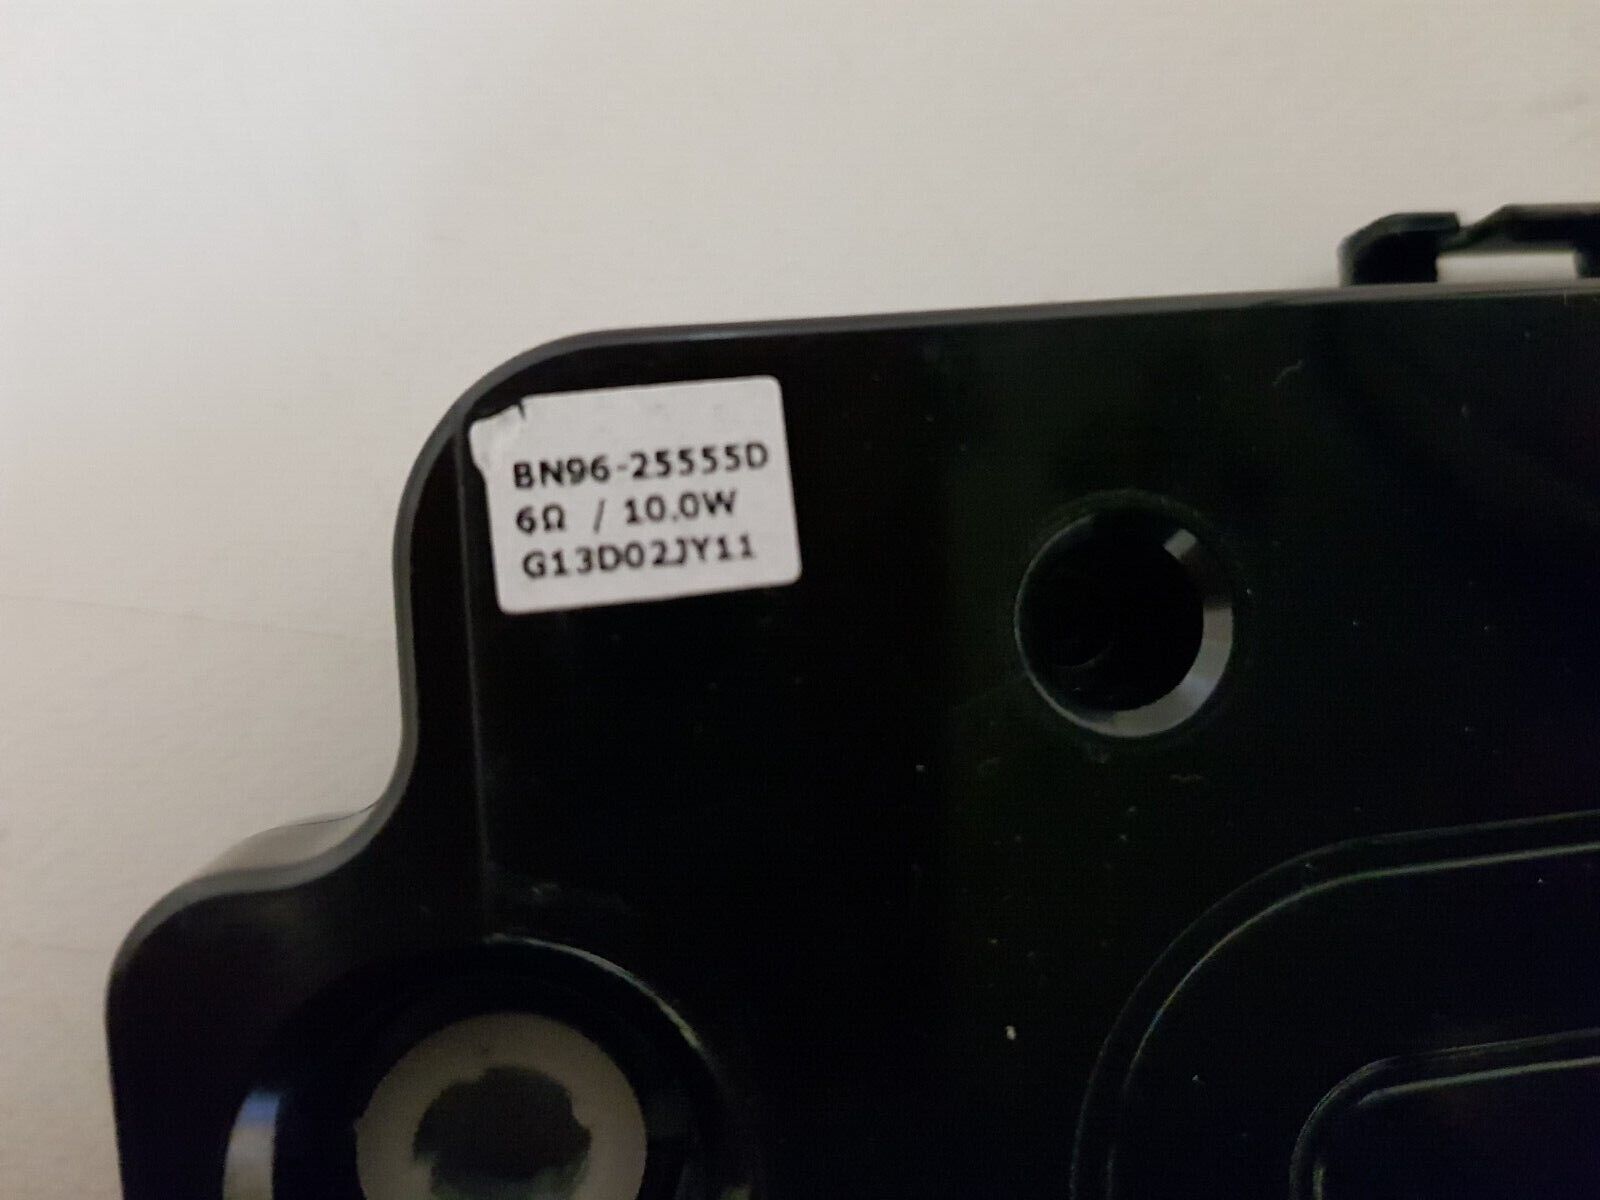 BN96-25555D
6Ω / 10.0W
G13D02JY11